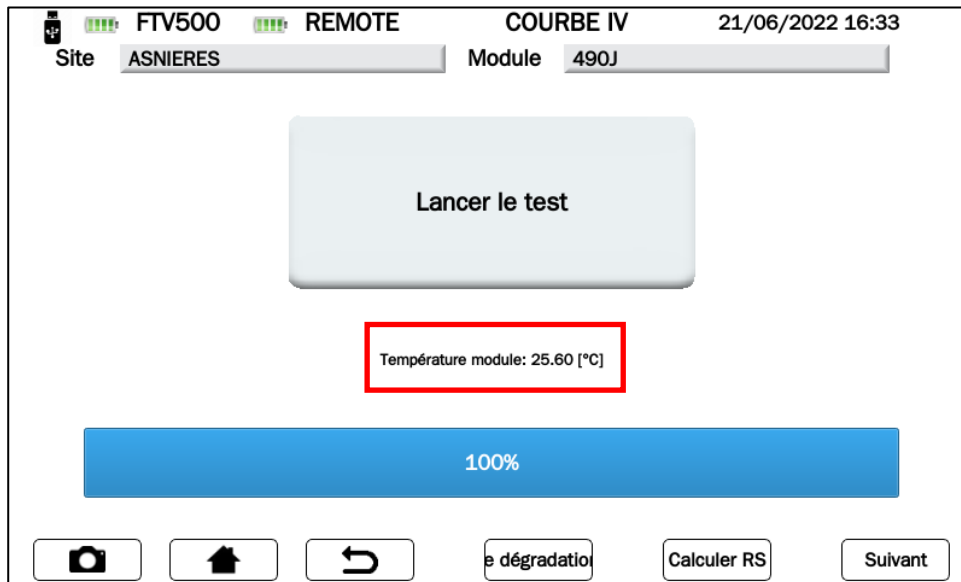 FTV500 REMOTE COURBE IV 21/06/2022 16:33
Site ASNIERES Module 490J
Lancer le test
Température module: 25.60 [°C]
100%
e dégradation Calculer RS Suivant